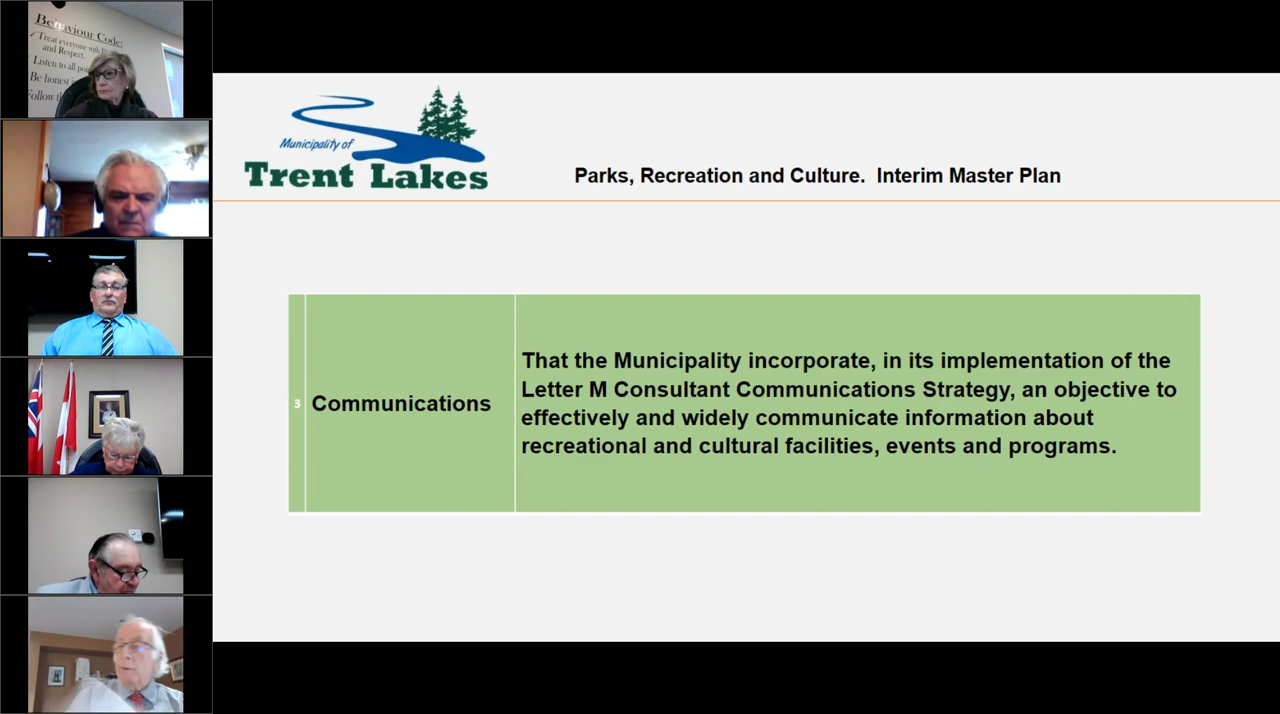 Behaviour Code:
Treat everyone with
and Respect.
Listen to all
Be honest
Follow
Municipality of
Trent Lakes
Parks, Recreation and Culture.  Interim Master Plan
3
Communications
That the Municipality incorporate, in its implementation of the
Letter M Consultant Communications Strategy, an objective to
effectively and widely communicate information about
recreational and cultural facilities, events and programs.